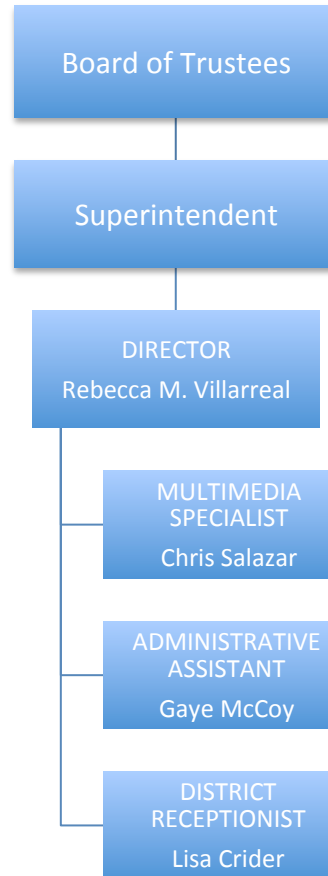 Board of Trustees
Superintendent
DIRECTOR
Rebecca M. Villarreal
MULTIMEDIA
SPECIALIST
Chris Salazar
ADMINISTRATIVE
ASSISTANT
Gaye McCoy
DISTRICT
RECEPTIONIST
Lisa Crider